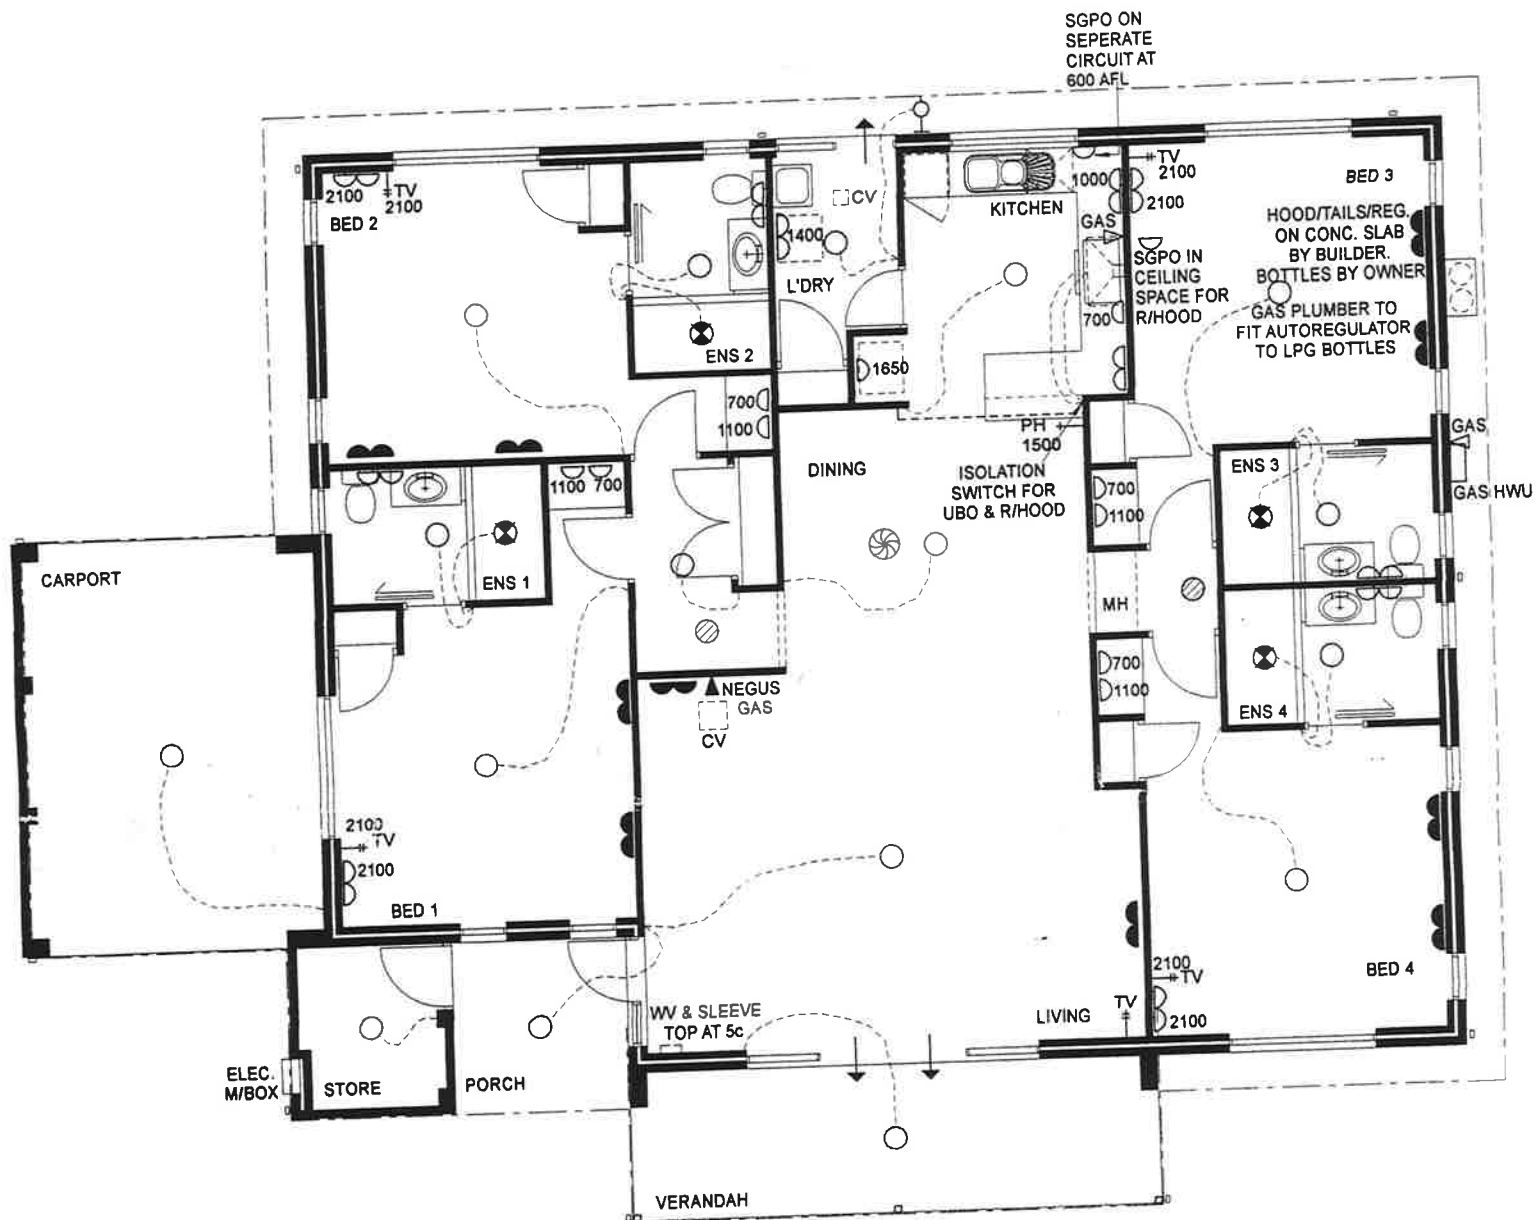 SGPO ON
SEPERATE
CIRCUIT AT
600 AFL
2100
TV
2100
BED 2
CV
1400
L'DRY
KITCHEN
1000
GAS
TV
2100
2100
BED 3
HOOD/TAILS/REG.
ON CONC. SLAB
BY BUILDER.
BOTTLES BY OWNER
GAS PLUMBER TO
FIT AUTOREGULATOR
TO LPG BOTTLES
SGPO IN
CEILING
SPACE FOR
R/HOOD
700
ENS 2
1650
700
1100
PH
1500
DINING
ISOLATION
SWITCH FOR
UBO & R/HOOD
GAS
GAS HWU
ENS 3
1100 700
700
1100
ENS 1
CARPORT
MH
700
1100
NEGUS
GAS
CV
ENS 4
2100
TV
2100
BED 1
2100
TV
2100
BED 4
WV & SLEEVE
TOP AT 5c
TV
LIVING
ELEC.
M/BOX
STORE
PORCH
VERANDAH